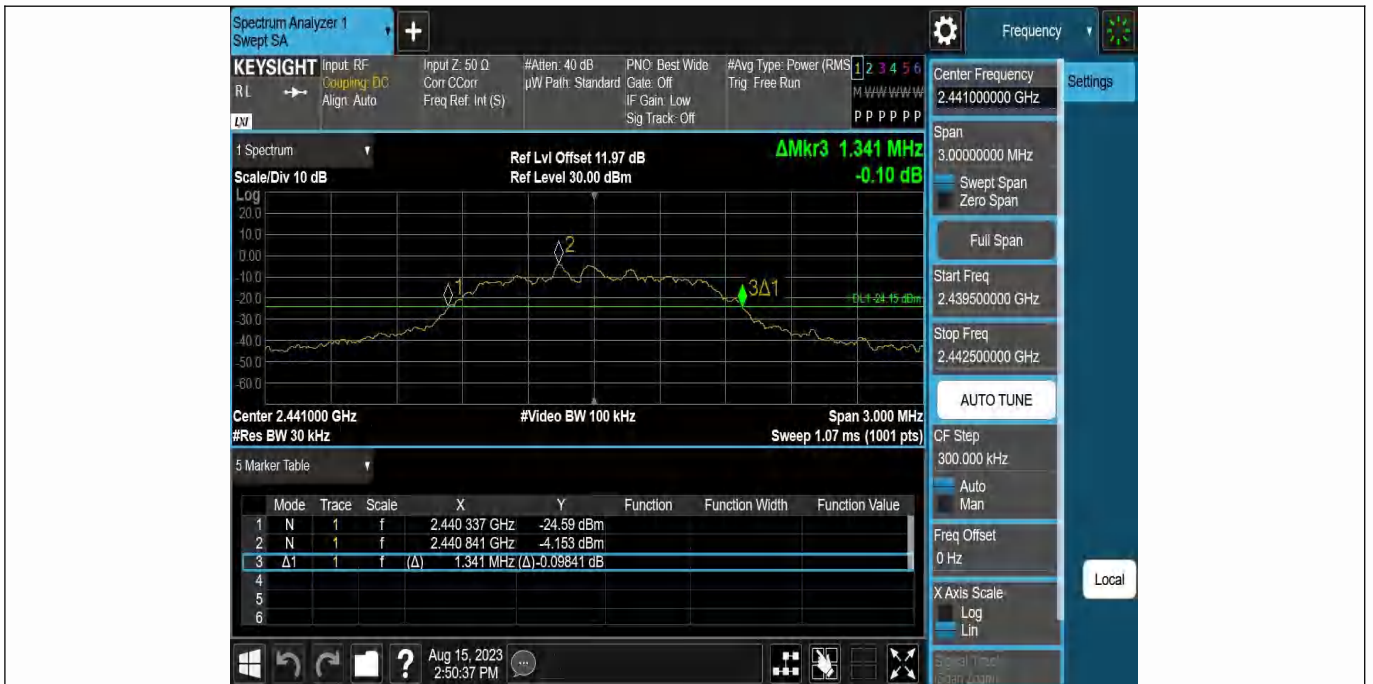 Spectrum Analyzer 1
Swept SA
+
Frequency
KEYSIGHT
RL
LXI
Input: RF
Coupling: DC
Align: Auto
Input Z: 50 Ω
Corr CCorr
Freq Ref: Int (S)
#Atten: 40 dB
µW Path: Standard
PNO: Best Wide
Gate: Off
IF Gain: Low
Sig Track: Off
#Avg Type: Power (RMS
Trig: Free Run
1 2 3 4 5 6
M W W W W W
P P P P P P
1 Spectrum
Scale/Div 10 dB
Ref Lvl Offset 11.97 dB
Ref Level 30.00 dBm
ΔMkr3 1.341 MHz
-0.10 dB
Log
20.0
10.0
0.00
-10.0
-20.0
-30.0
-40.0
-50.0
-60.0
1
2
3Δ1
DL1 -24.15 dBm
Center 2.441000 GHz
#Video BW 100 kHz
Span 3.000 MHz
#Res BW 30 kHz
Sweep 1.07 ms (1001 pts)
5 Marker Table
Mode Trace Scale X Y Function Function Width Function Value
1 N 1 f 2.440 337 GHz -24.59 dBm
2 N 1 f 2.440 841 GHz -4.153 dBm
3 Δ1 1 f (Δ) 1.341 MHz (Δ) -0.09841 dB
4
5
6
?
Aug 15, 2023
2:50:37 PM
Center Frequency
2.441000000 GHz
Settings
Span
3.00000000 MHz
Swept Span
Zero Span
Full Span
Start Freq
2.439500000 GHz
Stop Freq
2.442500000 GHz
AUTO TUNE
CF Step
300.000 kHz
Auto
Man
Freq Offset
0 Hz
X Axis Scale
Log
Lin
Signal Track
(Span Zoom)
Local